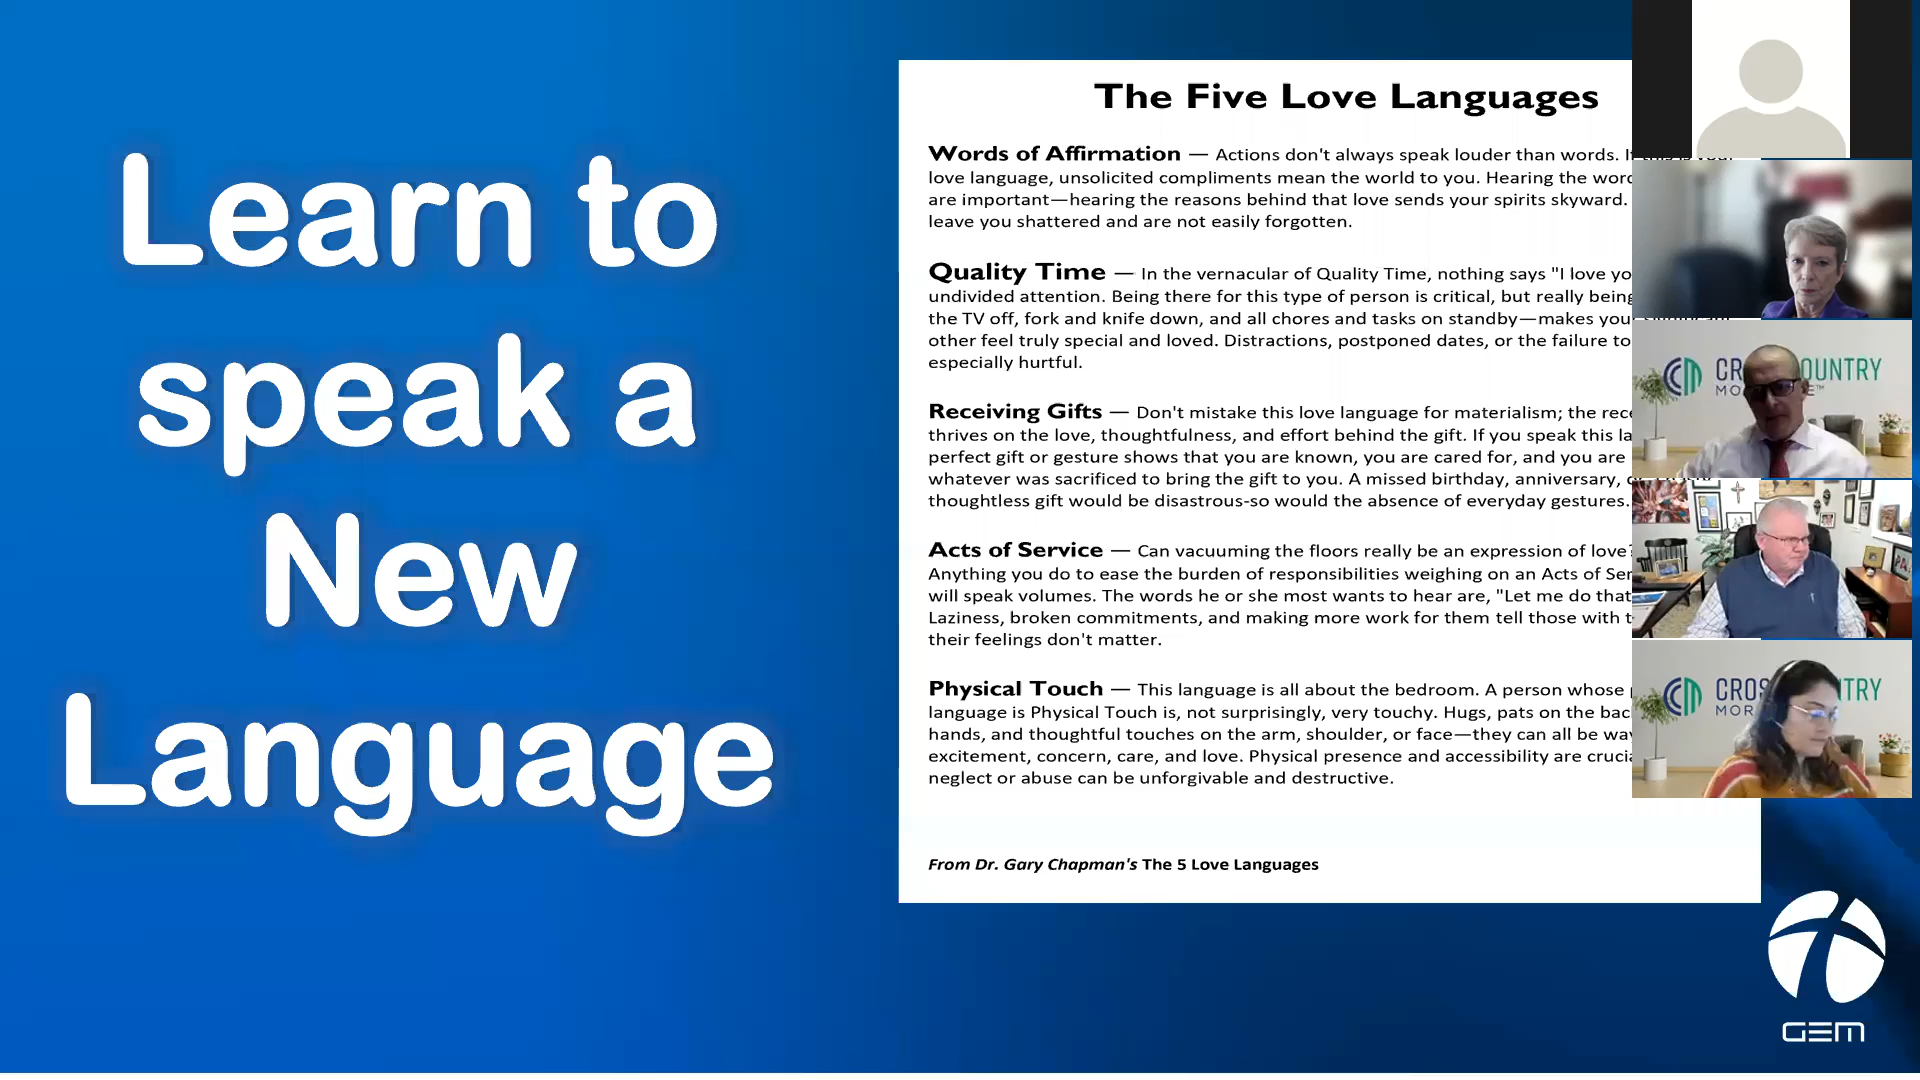 Learn to
speak a
New
Language
The Five Love Languages
Words of Affirmation — Actions don't always speak louder than words. If this is your
love language, unsolicited compliments mean the world to you. Hearing the
are important—hearing the reasons behind that love sends your spirits skyward.
leave you shattered and are not easily forgotten.
Quality Time — In the vernacular of Quality Time, nothing says "I love
undivided attention. Being there for this type of person is critical, but really being
the TV off, fork and knife down, and all chores and tasks on standby—makes your significant
other feel truly special and loved. Distractions, postponed dates, or the failure to
especially hurtful.
Receiving Gifts — Don't mistake this love language for materialism; the
thrives on the love, thoughtfulness, and effort behind the gift. If you speak this
perfect gift or gesture shows that you are known, you are cared for, and you are
whatever was sacrificed to bring the gift to you. A missed birthday, anniversary,
thoughtless gift would be disastrous-so would the absence of everyday gestures.
Acts of Service — Can vacuuming the floors really be an expression of love?
Anything you do to ease the burden of responsibilities weighing on an Acts of
will speak volumes. The words he or she most wants to hear are, "Let me do that
Laziness, broken commitments, and making more work for them tell those with
their feelings don't matter.
Physical Touch — This language is all about the bedroom. A person whose
language is Physical Touch is, not surprisingly, very touchy. Hugs, pats on the
hands, and thoughtful touches on the arm, shoulder, or face—they can all be
excitement, concern, care, and love. Physical presence and accessibility are
neglect or abuse can be unforgivable and destructive.
From Dr. Gary Chapman's The 5 Love Languages
GEM